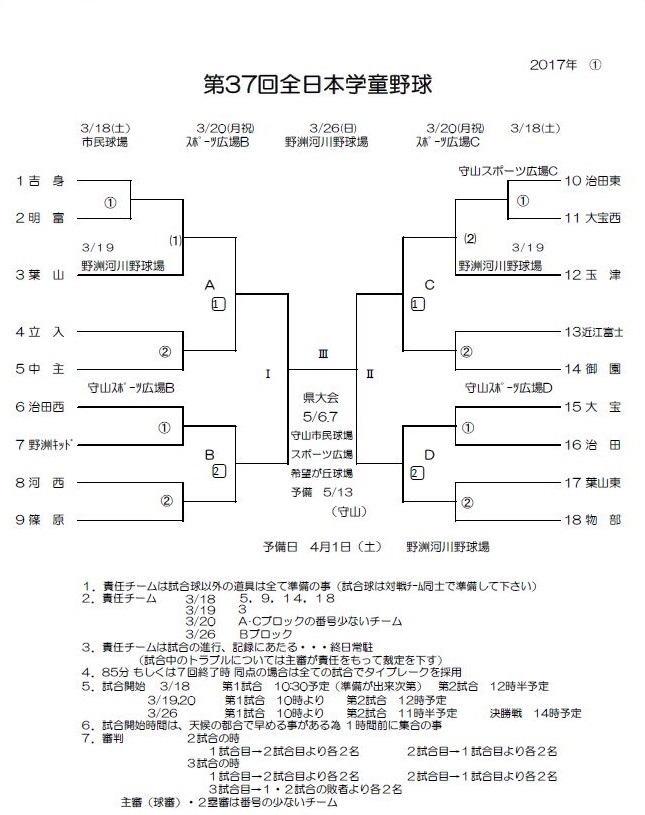 2017年 ①
第37回全日本学童野球
3/18(土) 3/20(月祝) 3/26(日) 3/20(月祝) 3/18(土)
市民球場 スポーツ広場B 野洲河川野球場 スポーツ広場C
守山スポーツ広場C
1 吉 身 10 治田東
① ①
2 明 富 11 大宝西
(1) (2)
3/19 3/19
野洲河川野球場 野洲河川野球場
3 葉 山 12 玉 津
A C
1 1
4 立 入 13 近江富士
② ②
Ⅲ
5 中 主 Ⅰ Ⅱ 14 御 園
守山スポーツ広場B 県大会 守山スポーツ広場D
5/6.7
6 治田西 15 大 宝
① 守山市民球場 ①
7 野洲キッド 16 治 田
B スポーツ広場 D
2 希望が丘球場 2
8 河 西 予備 5/13 17 葉山東
② (守山) ②
9 篠 原 18 物 部
予備日 4月1日(土) 野洲河川野球場
1．責任チームは試合球以外の道具は全て準備の事（試合球は対戦ﾁｰﾑ同士で準備して下さい）
2．責任チーム 3/18 5．9．14．18
3/19 3
3/20 A・Cブロックの番号少ないチーム
3/26 Bブロック
3．責任チームは試合の進行、記録にあたる・・・終日常駐
（試合中のトラブルについては主審が責任をもって裁定を下す）
4．85分 もしくは7回終了時 同点の場合は全ての試合でタイブレークを採用
5．試合開始 3/18 第1試合 10:30予定（準備が出来次第） 第2試合 12時半予定
3/19,20 第1試合 10時より 第2試合 12時予定
3/26 第1試合 10時より 第2試合 11時半予定 決勝戦 14時予定
6．試合開始時間は、天候の都合で早める事がある為 1時間前に集合の事
7．審判 2試合の時
1試合目→2試合目より各2名 2試合目→1試合目より各2名
3試合の時
1試合目→2試合目より各2名 2試合目→1試合目より各2名
3試合目→1・2試合の敗者より各2名
主審（球審）・2塁審は番号の少ないチーム